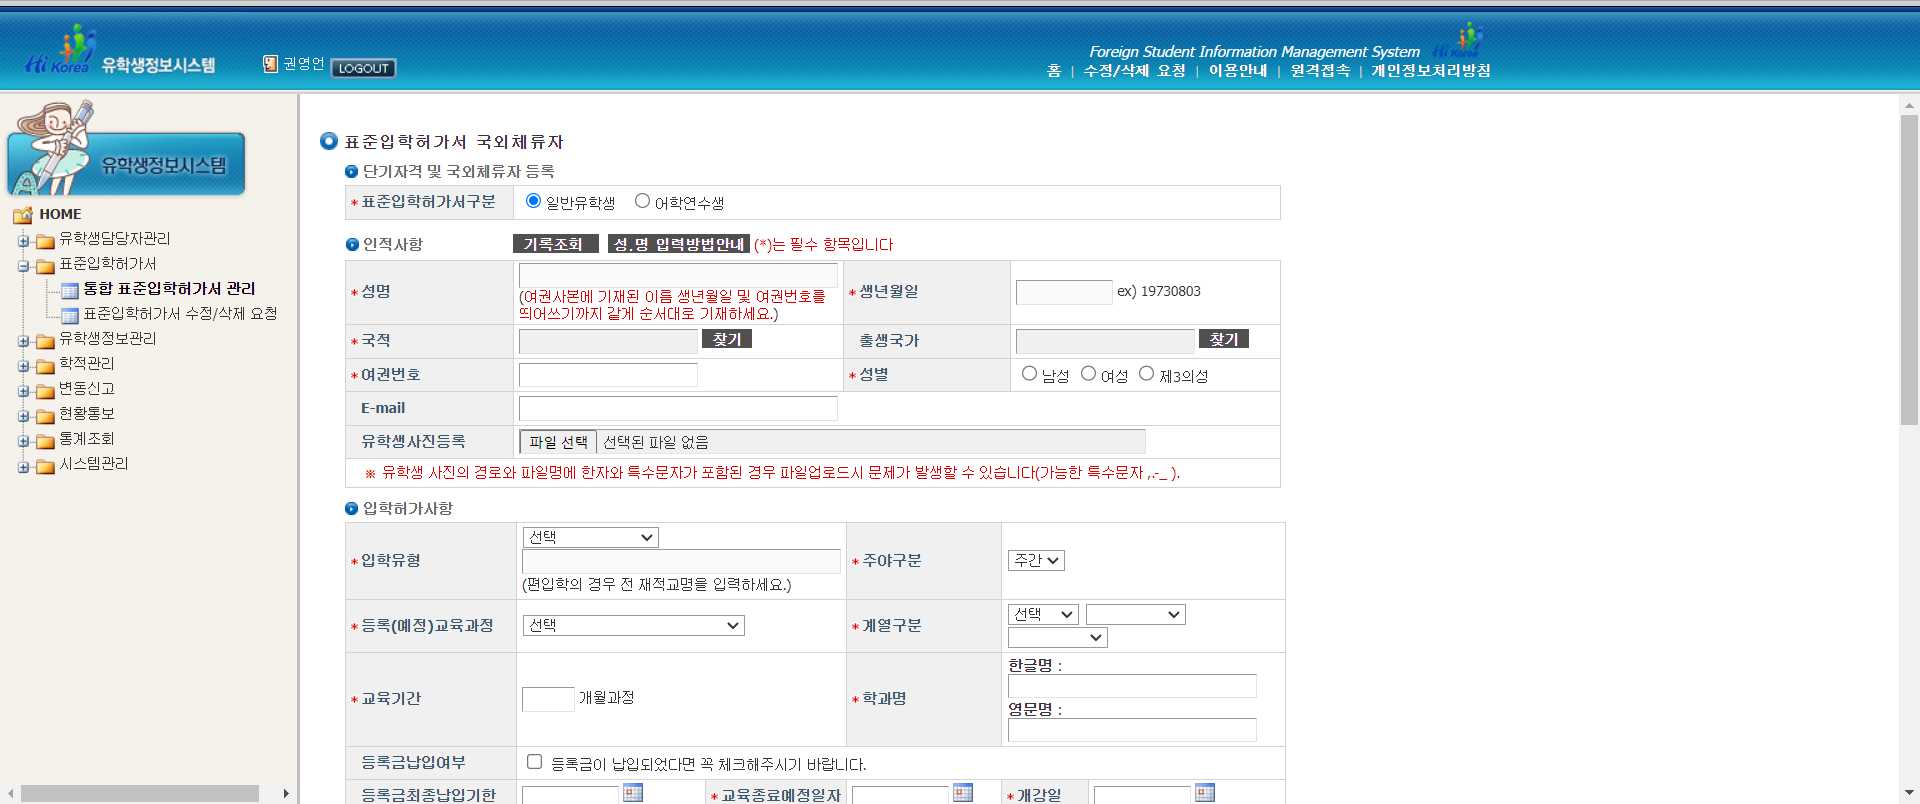 Foreign Student Information Management System Hi Korea
Hi Korea 유학생정보시스템 권영언 LOGOUT
홈 | 수정/삭제 요청 | 이용안내 | 원격접속 | 개인정보처리방침
유학생정보시스템
HOME
유학생담당자관리
표준입학허가서
통합 표준입학허가서 관리
표준입학허가서 수정/삭제 요청
유학생정보관리
학적관리
변동신고
현황통보
통계조회
시스템관리
표준입학허가서 국외체류자
단기자격 및 국외체류자 등록
* 표준입학허가서구분 일반유학생 어학연수생
인적사항 기록조회 성.명 입력방법안내 (*)는 필수 항목입니다
* 성명
(여권사본에 기재된 이름 생년월일 및 여권번호를
띄어쓰기까지 같게 순서대로 기재하세요.)
* 생년월일 ex) 19730803
* 국적 찾기 출생국가 찾기
* 여권번호 * 성별 남성 여성 제3의성
E-mail
유학생사진등록 파일 선택 선택된 파일 없음
※ 유학생 사진의 경로와 파일명에 한자와 특수문자가 포함된 경우 파일업로드시 문제가 발생할 수 있습니다(가능한 특수문자 ,.-_ ).
입학허가사항
* 입학유형 선택
(편입학의 경우 전 재적교명을 입력하세요.)
* 주야구분 주간
* 등록(예정)교육과정 선택 * 계열구분 선택
* 교육기간 개월과정 * 학과명
한글명 :
영문명 :
등록금납입여부 등록금이 납입되었다면 꼭 체크해주시기 바랍니다.
등록금최종납입기한 * 교육종료예정일자 * 개강일